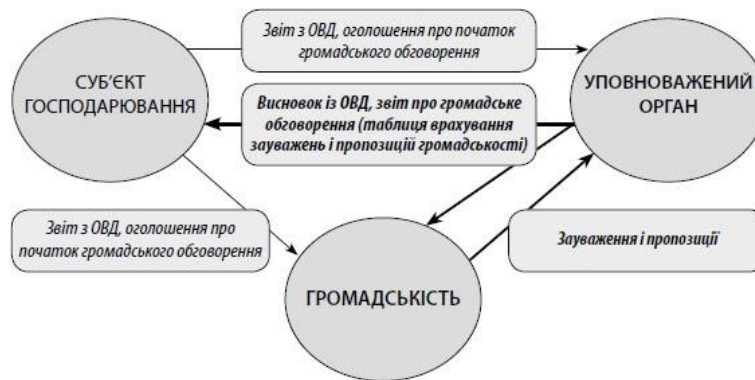 Звіт з ОВД, оголошення про початок
громадського обговорення
СУБ'ЄКТ
ГОСПОДАРЮВАННЯ
УПОВНОВАЖЕНИЙ
ОРГАН
Висновок із ОВД, звіт про громадське
обговорення (таблиця врахування
зауважень і пропозицій громадськості)
Звіт з ОВД, оголошення про
початок громадського обговорення
Зауваження і пропозиції
ГРОМАДСЬКІСТЬ